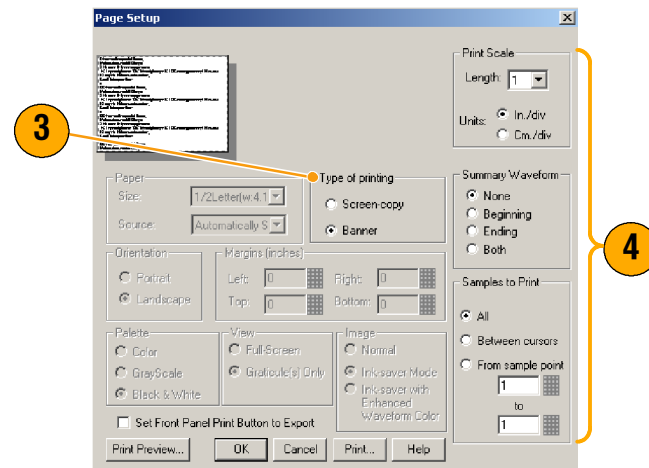 Page Setup
3
Print Scale
Length: 1
Units: In./div
Cm./div
Paper
Size: 1/2Letter(w:4.1
Source: Automatically S
Type of printing
Screen-copy
Banner
Summary Waveform
None
Beginning
Ending
Both
4
Orientation
Portrait
Landscape
Margins (inches)
Left: 0 Right: 0
Top: 0 Bottom: 0
Samples to Print
All
Between cursors
From sample point
1
to
1
Palette
Color
GrayScale
Black & White
View
Full-Screen
Graticule(s) Only
Image
Normal
Ink-saver Mode
Ink-saver with
Enhanced
Waveform Color
Set Front Panel Print Button to Export
Print Preview... OK Cancel Print... Help